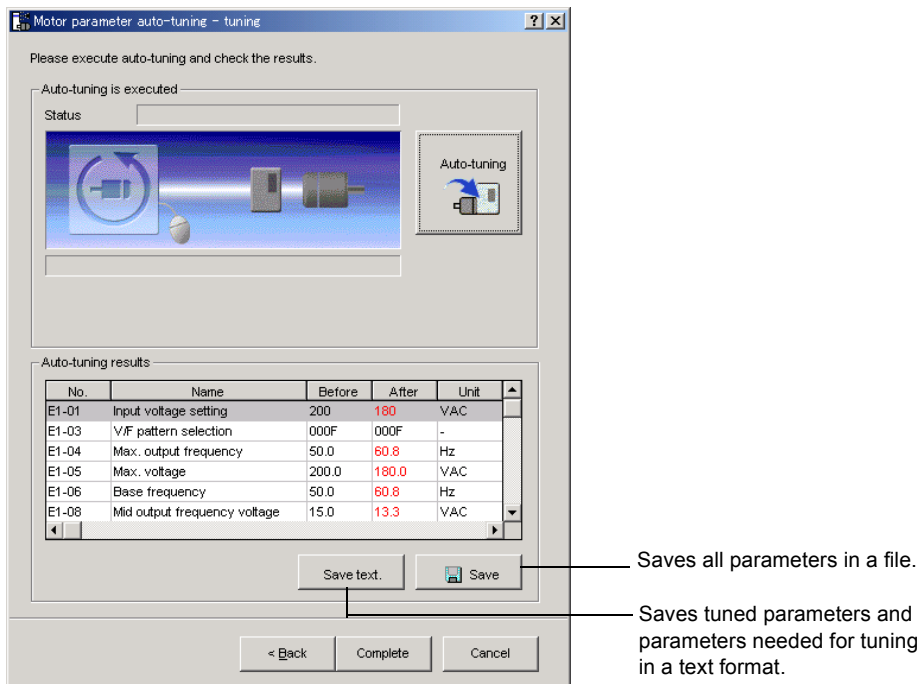 Motor parameter auto-tuning - tuning
Please execute auto-tuning and check the results.
Auto-tuning is executed
Status
Auto-tuning
Auto-tuning results
No. Name Before After Unit
E1-01 Input voltage setting 200 180 VAC
E1-03 V/F pattern selection 000F 000F -
E1-04 Max. output frequency 50.0 60.8 Hz
E1-05 Max. voltage 200.0 180.0 VAC
E1-06 Base frequency 50.0 60.8 Hz
E1-08 Mid output frequency voltage 15.0 13.3 VAC
Save text. Save
Saves all parameters in a file.
Saves tuned parameters and
parameters needed for tuning
in a text format.
< Back Complete Cancel